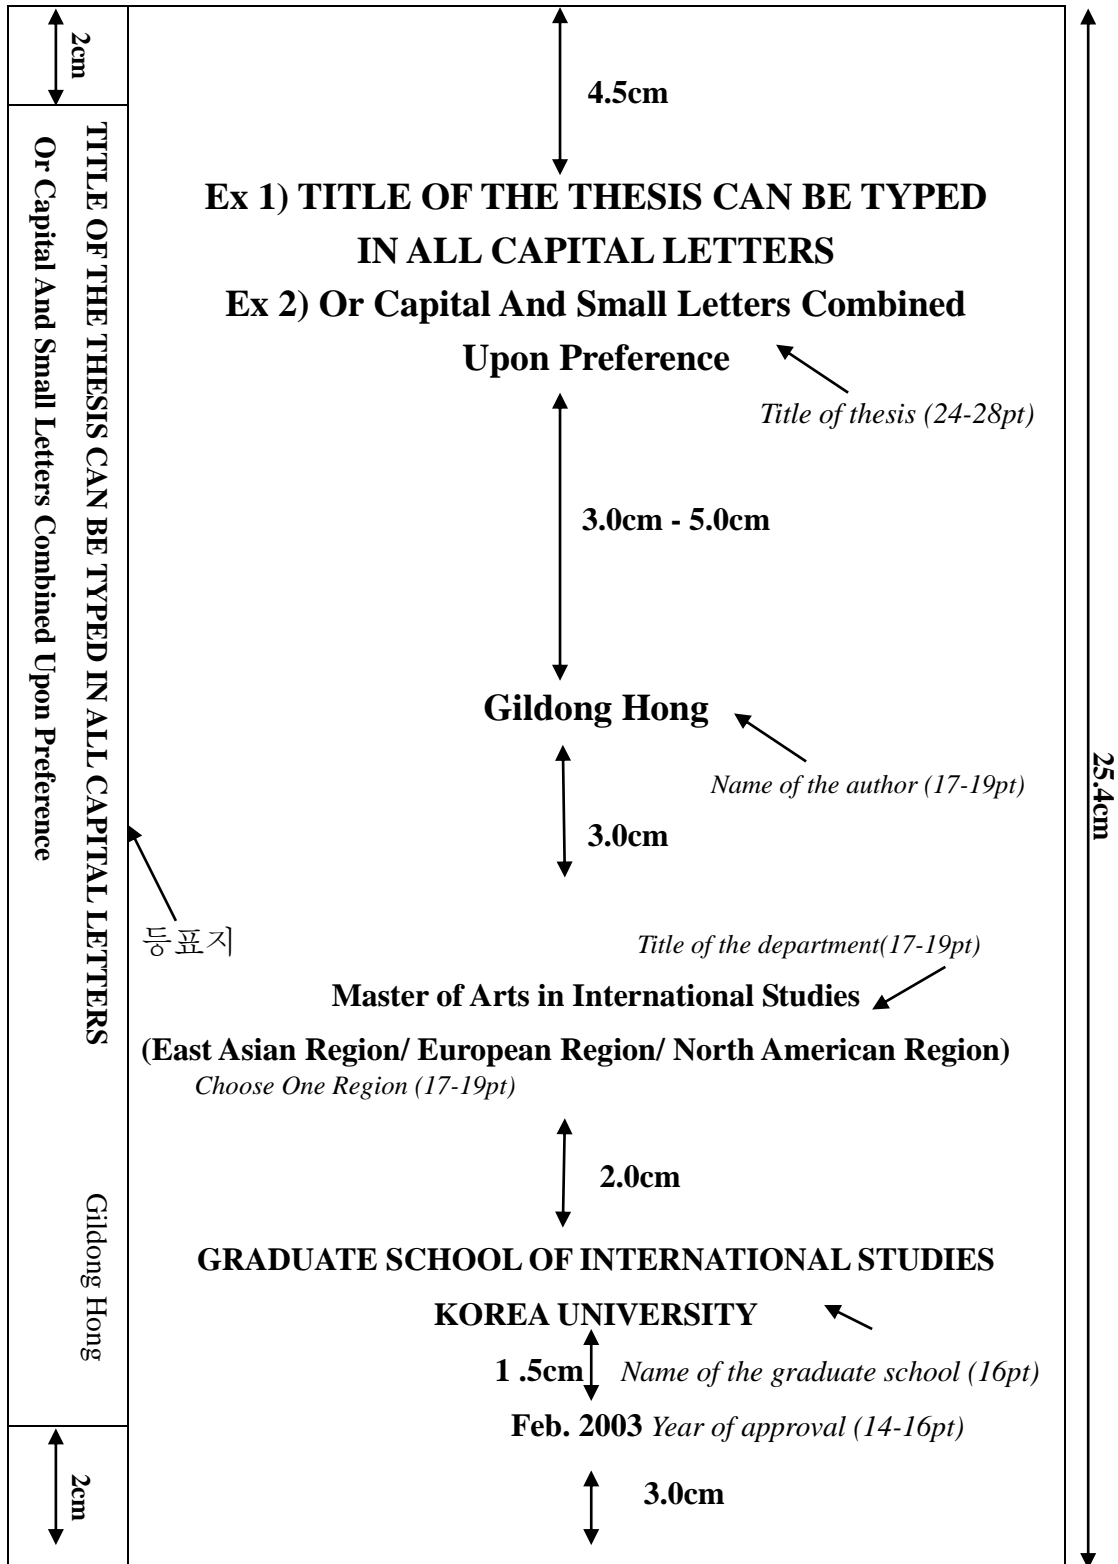 2cm
TITLE OF THE THESIS CAN BE TYPED IN ALL CAPITAL LETTERS
Or Capital And Small Letters Combined Upon Preference
Gildong Hong
2cm
4.5cm
Ex 1) TITLE OF THE THESIS CAN BE TYPED
IN ALL CAPITAL LETTERS
Ex 2) Or Capital And Small Letters Combined
Upon Preference
Title of thesis (24-28pt)
3.0cm - 5.0cm
Gildong Hong
Name of the author (17-19pt)
3.0cm
등표지
Title of the department(17-19pt)
Master of Arts in International Studies
(East Asian Region/ European Region/ North American Region)
Choose One Region (17-19pt)
2.0cm
GRADUATE SCHOOL OF INTERNATIONAL STUDIES
KOREA UNIVERSITY
1 .5cm Name of the graduate school (16pt)
Feb. 2003 Year of approval (14-16pt)
3.0cm
25.4cm